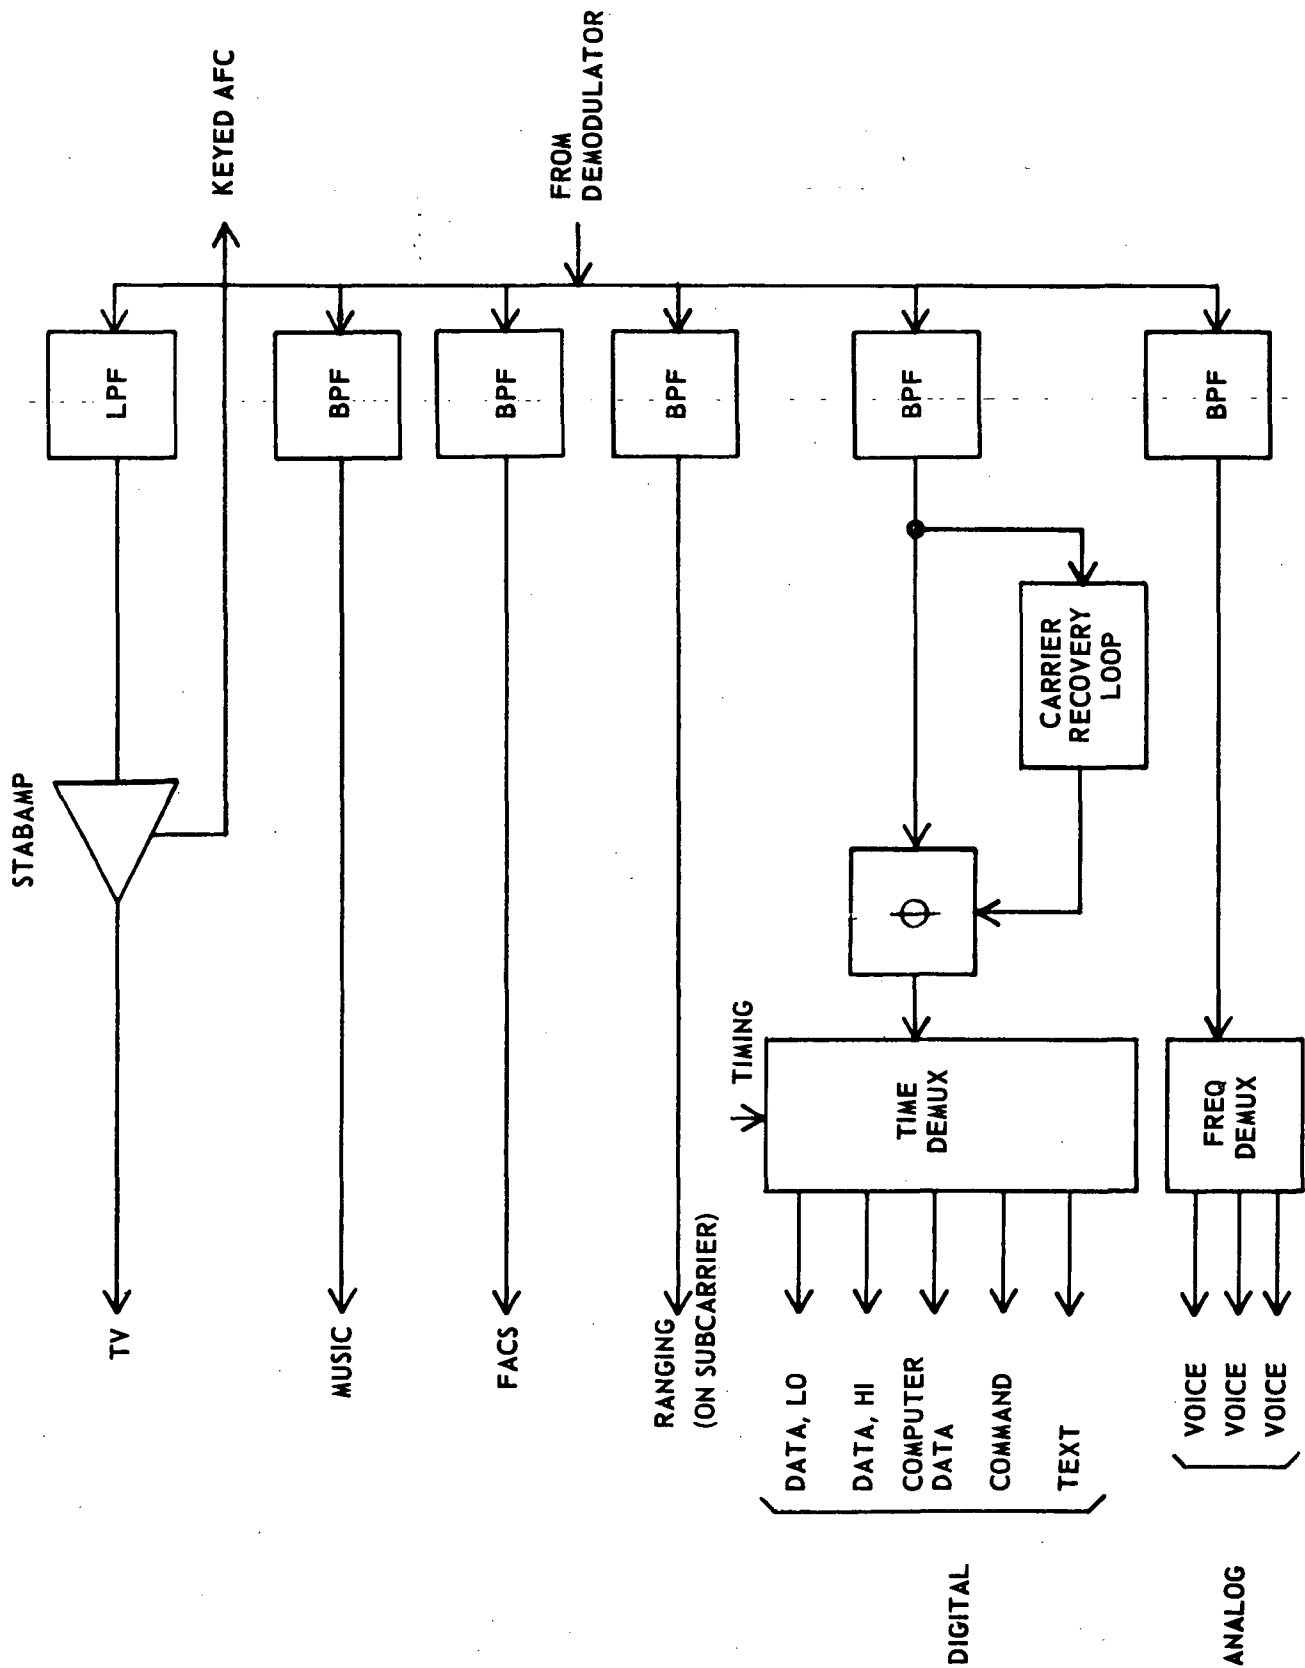 STABAMP
TV
LPF
KEYED AFC
MUSIC
BPF
FACS
BPF
FROM
DEMODULATOR
RANGING
(ON SUBCARRIER)
BPF
TIMING
DIGITAL
DATA, LO
DATA, HI
COMPUTER
DATA
COMMAND
TEXT
TIME
DEMUX
Φ
BPF
CARRIER
RECOVERY
LOOP
ANALOG
VOICE
VOICE
VOICE
FREQ
DEMUX
BPF